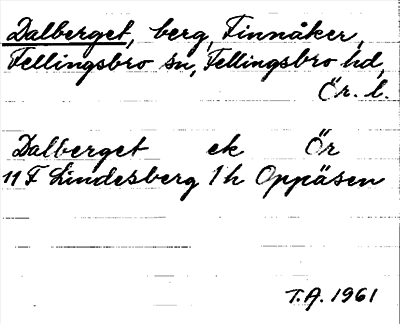 Dalberget, berg, Finnåker,
Fellingsbro sn, Fellingsbro hd,
Ör. l.
Dalberget ek Ör
11 F Lindesberg 1 h Oppåsen
T.A. 1961